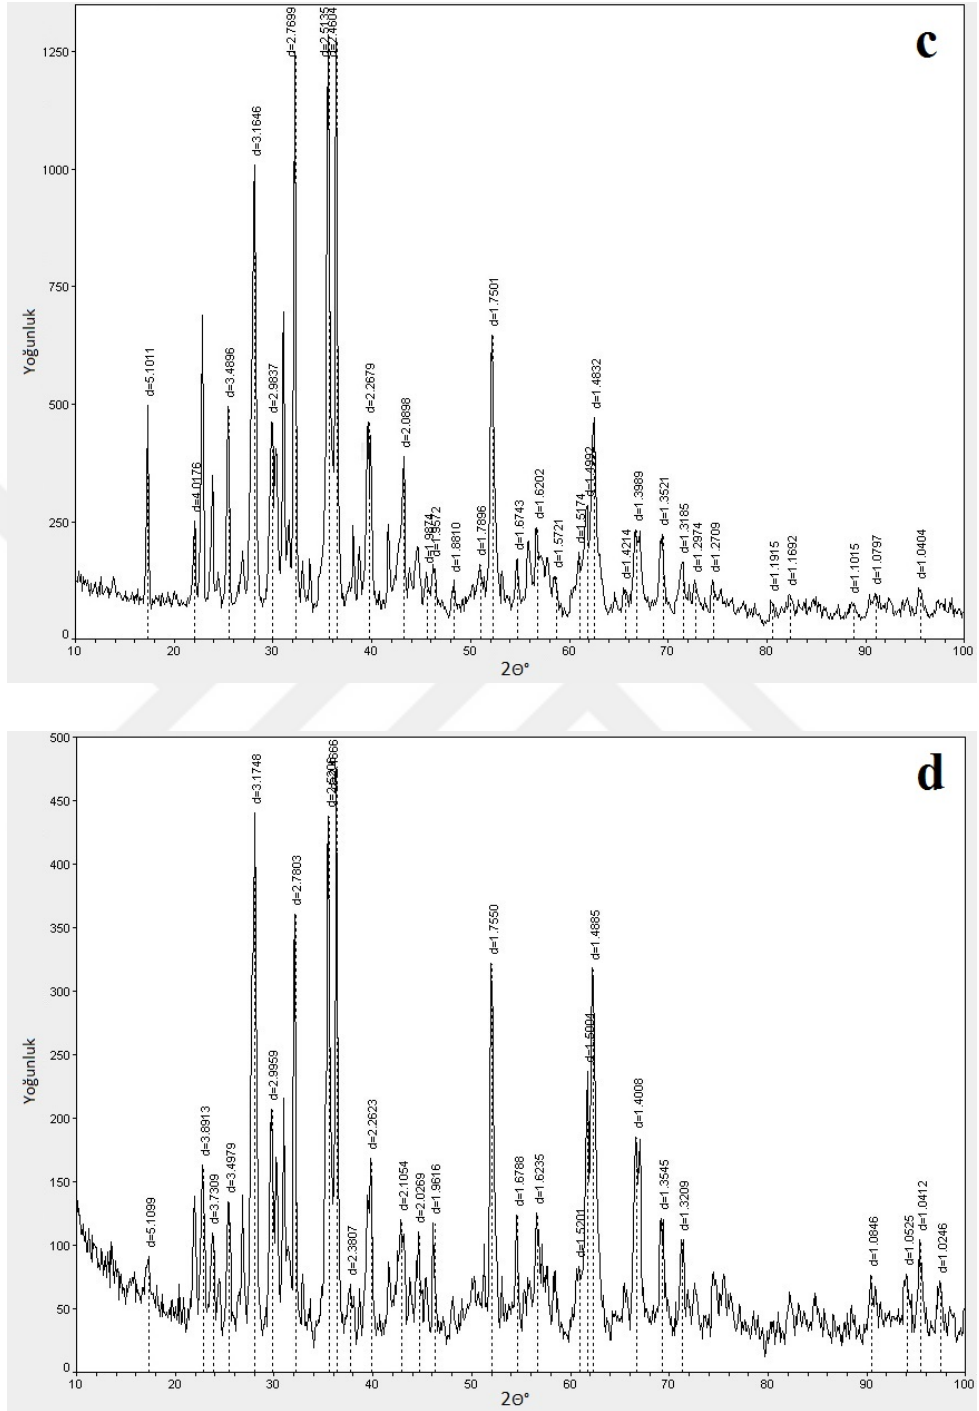 c
1250
1000
750
500
250
0
Yoğunluk
d=5.1011
d=4.0176
d=3.4896
d=3.1646
d=2.9837
d=2.7699
d=2.5135
d=2.4604
d=2.2679
d=2.0898
d=1.9874
d=1.9572
d=1.8810
d=1.7896
d=1.7501
d=1.6743
d=1.6202
d=1.5721
d=1.5174
d=1.4992
d=1.4832
d=1.4214
d=1.3989
d=1.3521
d=1.3185
d=1.2974
d=1.2709
d=1.1915
d=1.1692
d=1.1015
d=1.0797
d=1.0404
10 20 30 40 50 60 70 80 90 100
2Θ°
d
500
450
400
350
300
250
200
150
100
50
0
Yoğunluk
d=5.1099
d=3.8913
d=3.7309
d=3.4979
d=3.1748
d=2.9959
d=2.7803
d=2.3807
d=2.2623
d=2.1054
d=2.0269
d=1.9616
d=1.7550
d=1.6788
d=1.6235
d=1.5201
d=1.5004
d=1.4885
d=1.4008
d=1.3545
d=1.3209
d=1.0846
d=1.0525
d=1.0412
d=1.0246
10 20 30 40 50 60 70 80 90 100
2Θ°